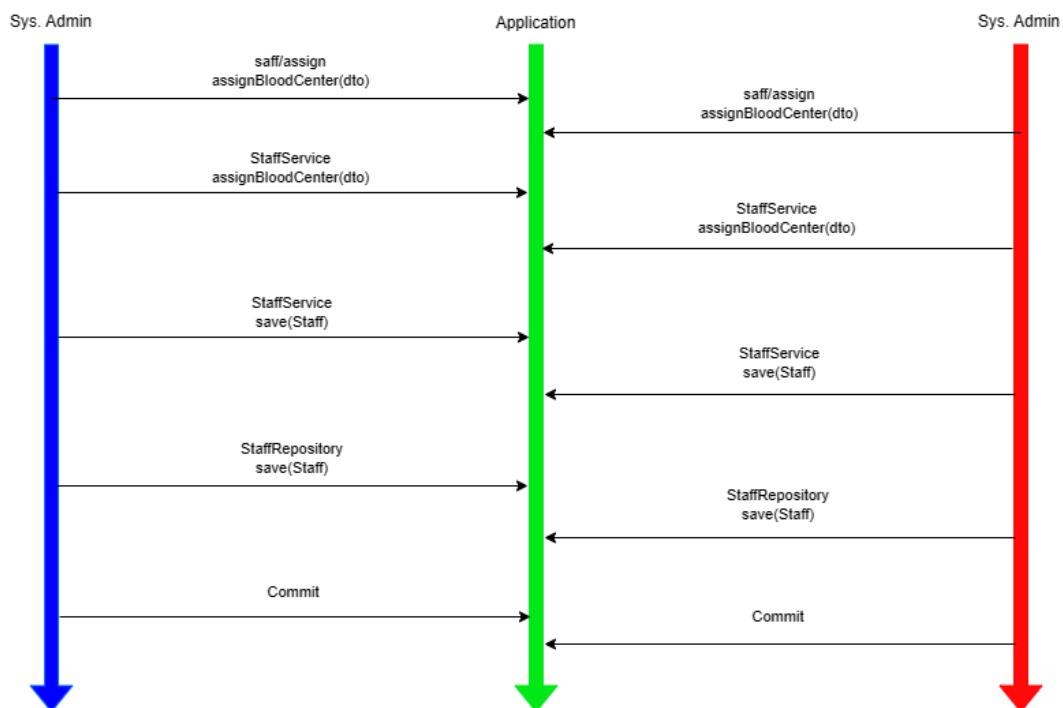 Sys. Admin
Application
Sys. Admin
saff/assign
assignBloodCenter(dto)
saff/assign
assignBloodCenter(dto)
StaffService
assignBloodCenter(dto)
StaffService
assignBloodCenter(dto)
StaffService
save(Staff)
StaffService
save(Staff)
StaffRepository
save(Staff)
StaffRepository
save(Staff)
Commit
Commit